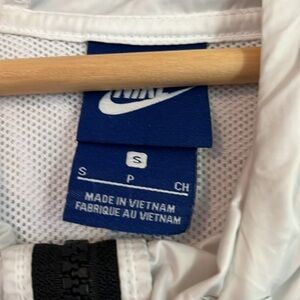 NIKE
S
S P CH
MADE IN VIETNAM
FABRIQUE AU VIETNAM